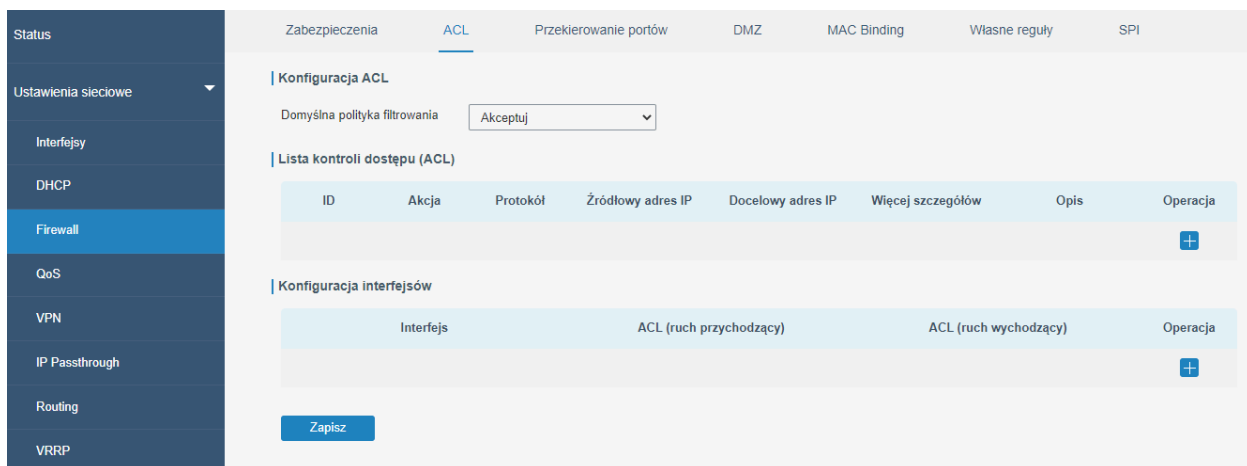 Status
Ustawienia sieciowe
Interfejsy
DHCP
Firewall
QoS
VPN
IP Passthrough
Routing
VRRP
Zabezpieczenia ACL Przekierowanie portów DMZ MAC Binding Własne reguły SPI
Konfiguracja ACL
Domyślna polityka filtrowania Akceptuj
Lista kontroli dostępu (ACL)
ID Akcja Protokół Źródłowy adres IP Docelowy adres IP Więcej szczegółów Opis Operacja
Konfiguracja interfejsów
Interfejs ACL (ruch przychodzący) ACL (ruch wychodzący) Operacja
Zapisz